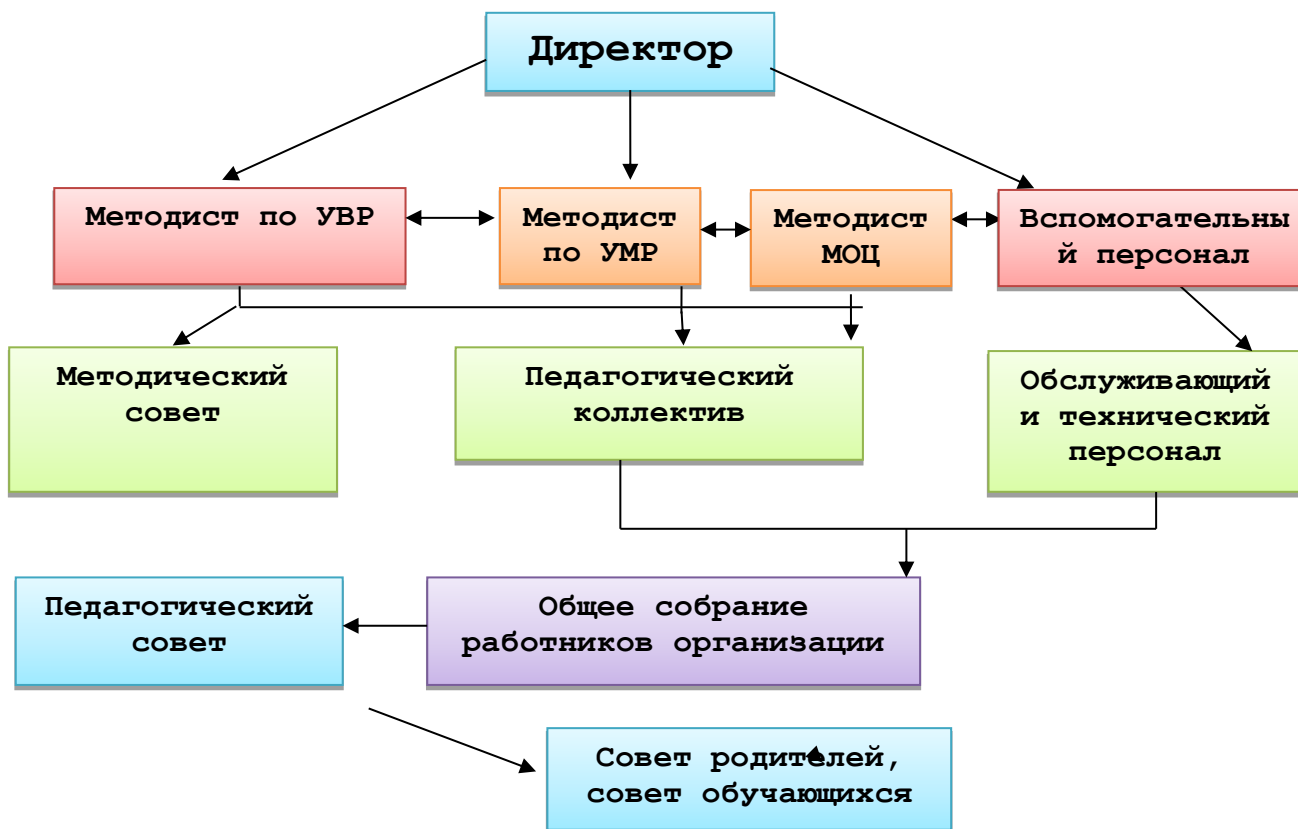 Директор
Методист по УВР
Методист
по УМР
Методист
МОЦ
Вспомогательны
й персонал
Методический
совет
Педагогический
коллектив
Обслуживающий
и технический
персонал
Педагогический
совет
Общее собрание
работников организации
Совет родителей,
совет обучающихся